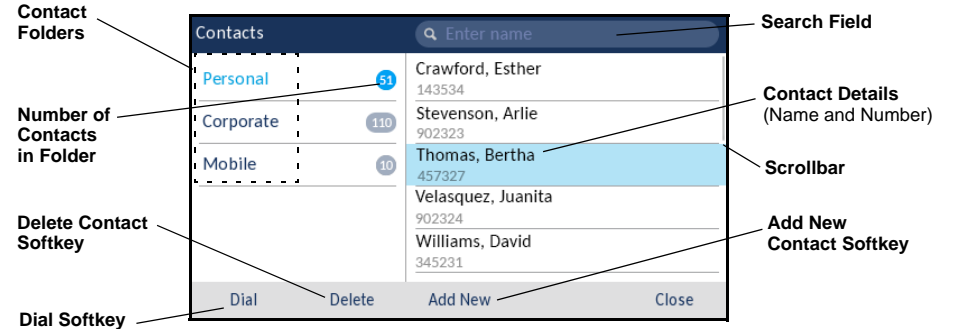 Contact
Folders
Number of
Contacts
in Folder
Delete Contact
Softkey
Dial Softkey
Contacts
Enter name
Personal
51
Corporate
110
Mobile
10
Crawford, Esther
143534
Stevenson, Arlie
902323
Thomas, Bertha
457327
Velasquez, Juanita
902324
Williams, David
345231
Dial
Delete
Add New
Close
Search Field
Contact Details
(Name and Number)
Scrollbar
Add New
Contact Softkey